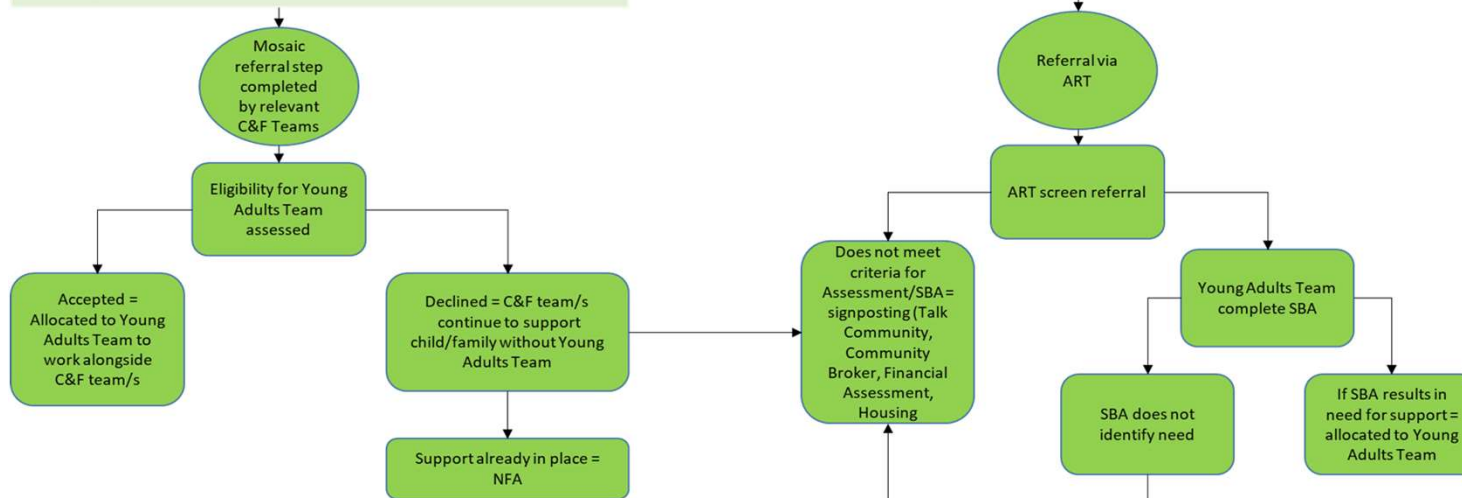 Mosaic
referral step
completed
by relevant
C&F Teams
Eligibility for Young
Adults Team
assessed
Accepted =
Allocated to Young
Adults Team to
work alongside
C&F team/s
Declined = C&F team/s
continue to support
child/family without Young
Adults Team
Support already in place =
NFA
Referral via
ART
ART screen referral
Does not meet
criteria for
Assessment/SBA =
signposting (Talk
Community,
Community
Broker, Financial
Assessment,
Housing
Young Adults Team
complete SBA
SBA does not
identify need
If SBA results in
need for support =
allocated to Young
Adults Team